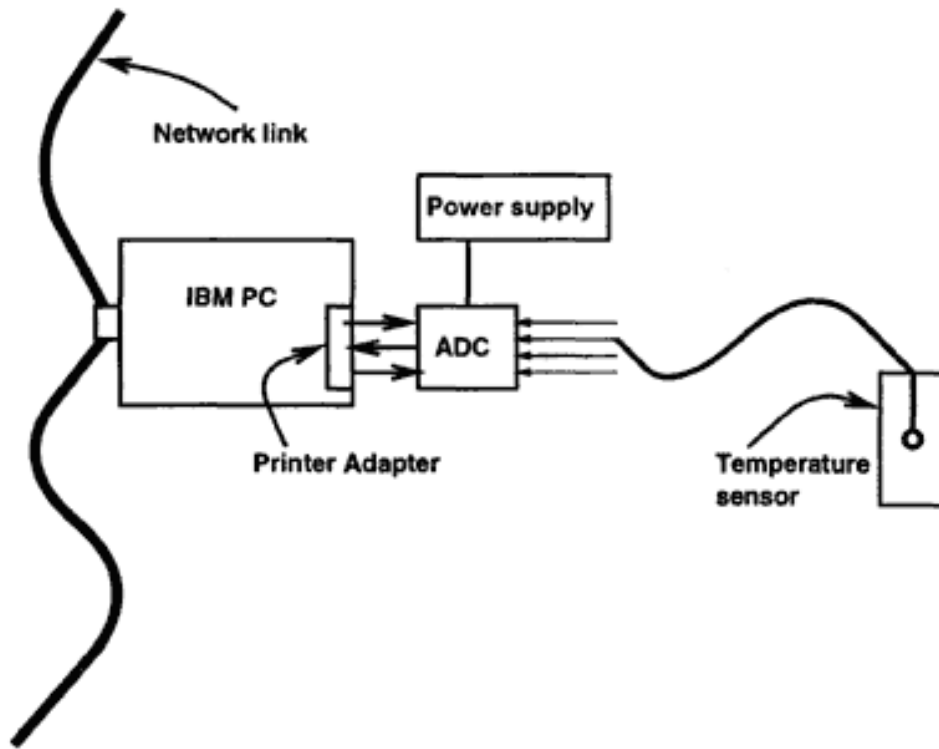 Network link
Power supply
IBM PC
ADC
Printer Adapter
Temperature
sensor